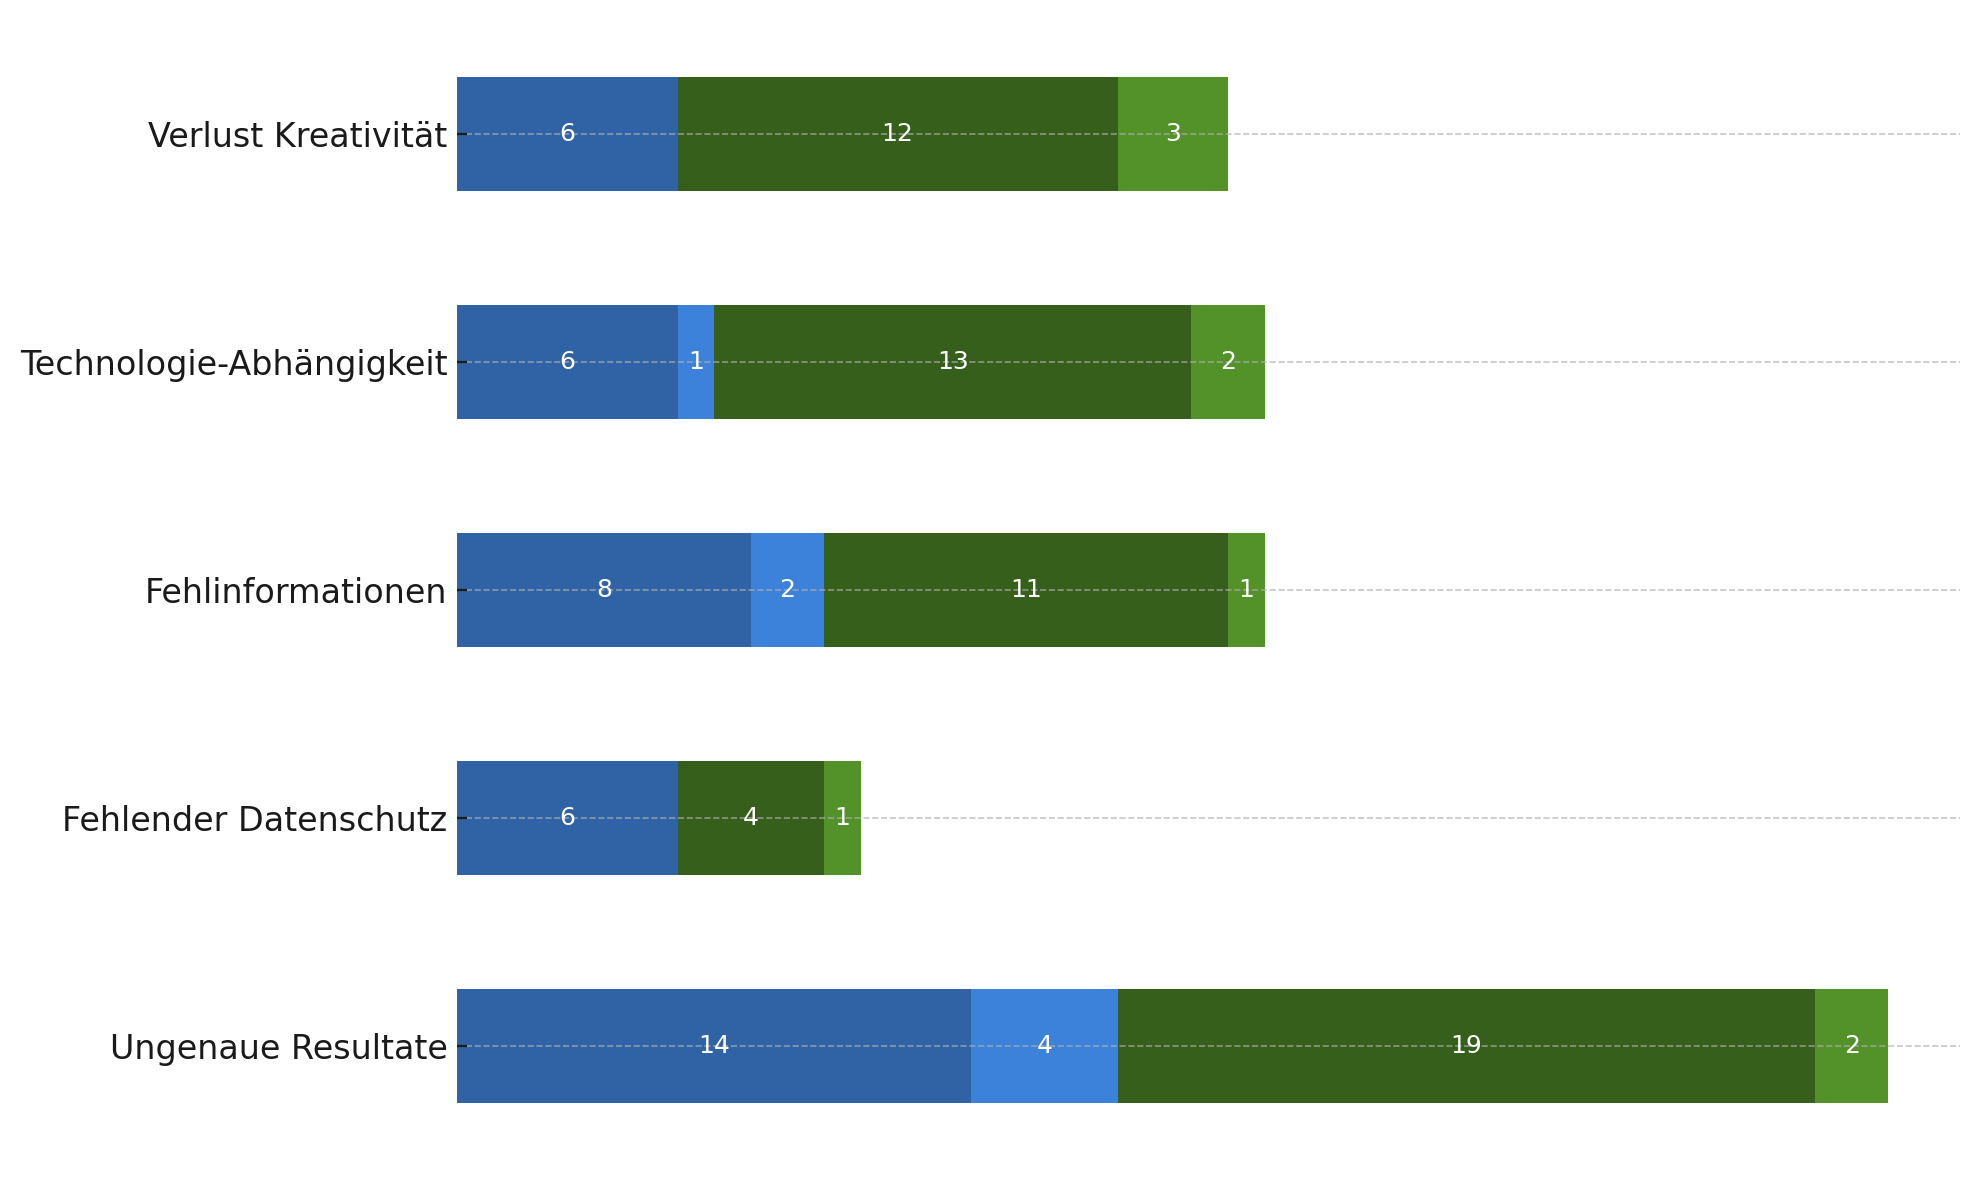 Verlust Kreativität 6 12 3
Technologie-Abhängigkeit 6 1 13 2
Fehlinformationen 8 2 11 1
Fehlender Datenschutz 6 4 1
Ungenaue Resultate 14 4 19 2